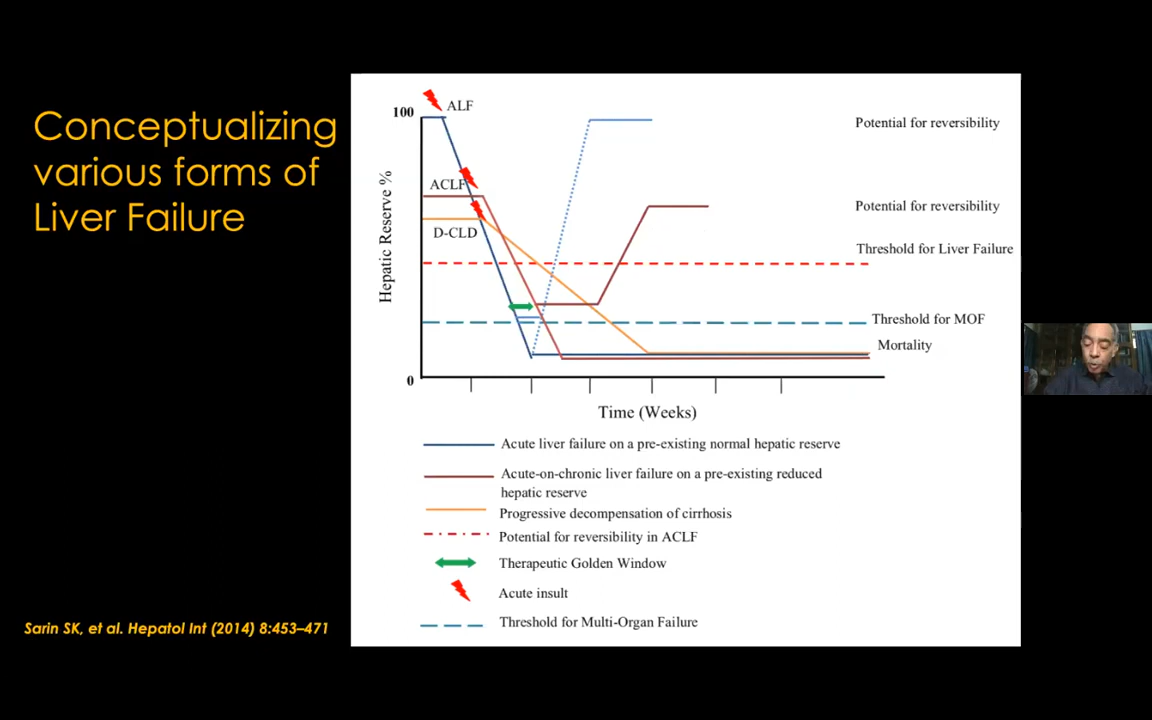 Conceptualizing
various forms of
Liver Failure
Sarin SK, et al. Hepatol Int (2014) 8:453–471
ALF
100
Potential for reversibility
ACLF
Hepatic Reserve %
Potential for reversibility
D-CLD
Threshold for Liver Failure
Threshold for MOF
Mortality
0
Time (Weeks)
Acute liver failure on a pre-existing normal hepatic reserve
Acute-on-chronic liver failure on a pre-existing reduced
hepatic reserve
Progressive decompensation of cirrhosis
Potential for reversibility in ACLF
Therapeutic Golden Window
Acute insult
Threshold for Multi-Organ Failure